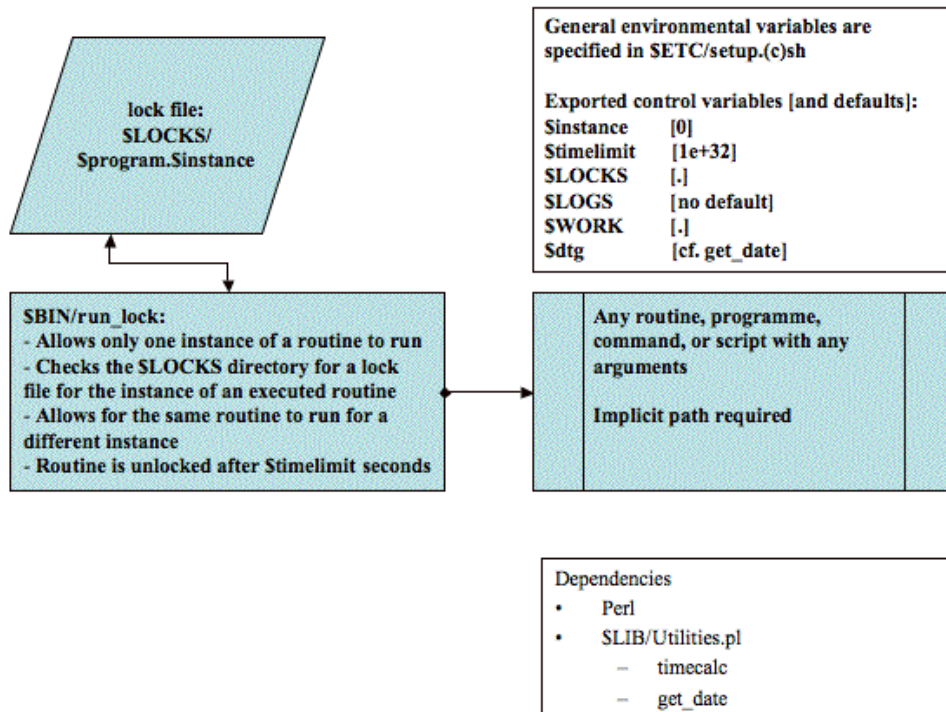 lock file:
$LOCKS/
$program.$instance
General environmental variables are
specified in $ETC/setup.(c)sh
Exported control variables [and defaults]:
$instance [0]
$timelimit [1e+32]
$LOCKS [.]
$LOGS [no default]
$WORK [.]
$dtg [cf. get_date]
$BIN/run_lock:
- Allows only one instance of a routine to run
- Checks the $LOCKS directory for a lock
file for the instance of an executed routine
- Allows for the same routine to run for a
different instance
- Routine is unlocked after $timelimit seconds
Any routine, programme,
command, or script with any
arguments
Implicit path required
Dependencies
• Perl
• $LIB/Utilities.pl
– timecalc
– get_date